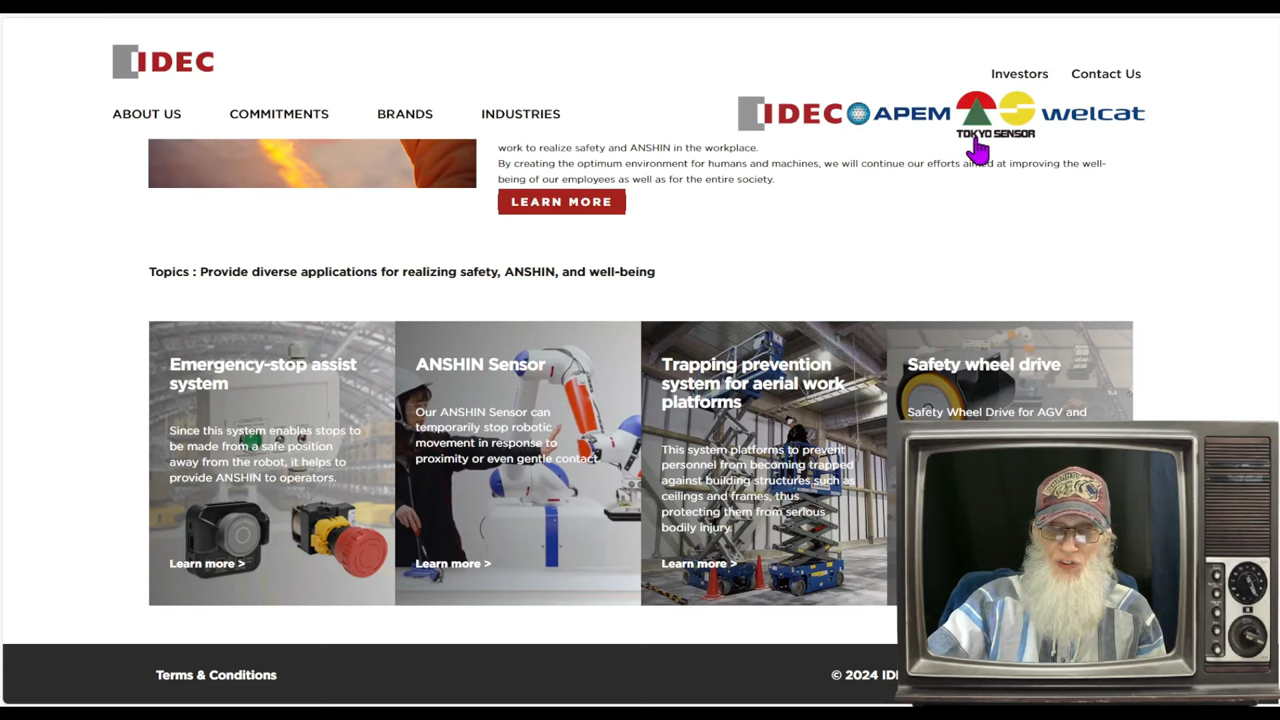 IDEC
Investors Contact Us
ABOUT US COMMITMENTS BRANDS INDUSTRIES
IDEC APEM TOKYO SENSOR welcat
work to realize safety and ANSHIN in the workplace.
By creating the optimum environment for humans and machines, we will continue our efforts aimed at improving the well-
being of our employees as well as for the entire society.
LEARN MORE
Topics : Provide diverse applications for realizing safety, ANSHIN, and well-being
Emergency-stop assist
system
Since this system enables stops to
be made from a safe position
away from the robot, it helps to
provide ANSHIN to operators.
Learn more >
ANSHIN Sensor
Our ANSHIN Sensor can
temporarily stop robotic
movement in response to
proximity or even gentle contact.
Learn more >
Trapping prevention
system for aerial work
platforms
This system platforms to prevent
personnel from becoming trapped
against building structures such as
ceilings and frames, thus
protecting them from serious
bodily injury.
Learn more >
Safety wheel drive
Safety Wheel Drive for AGV and
Terms & Conditions
© 2024 IDE